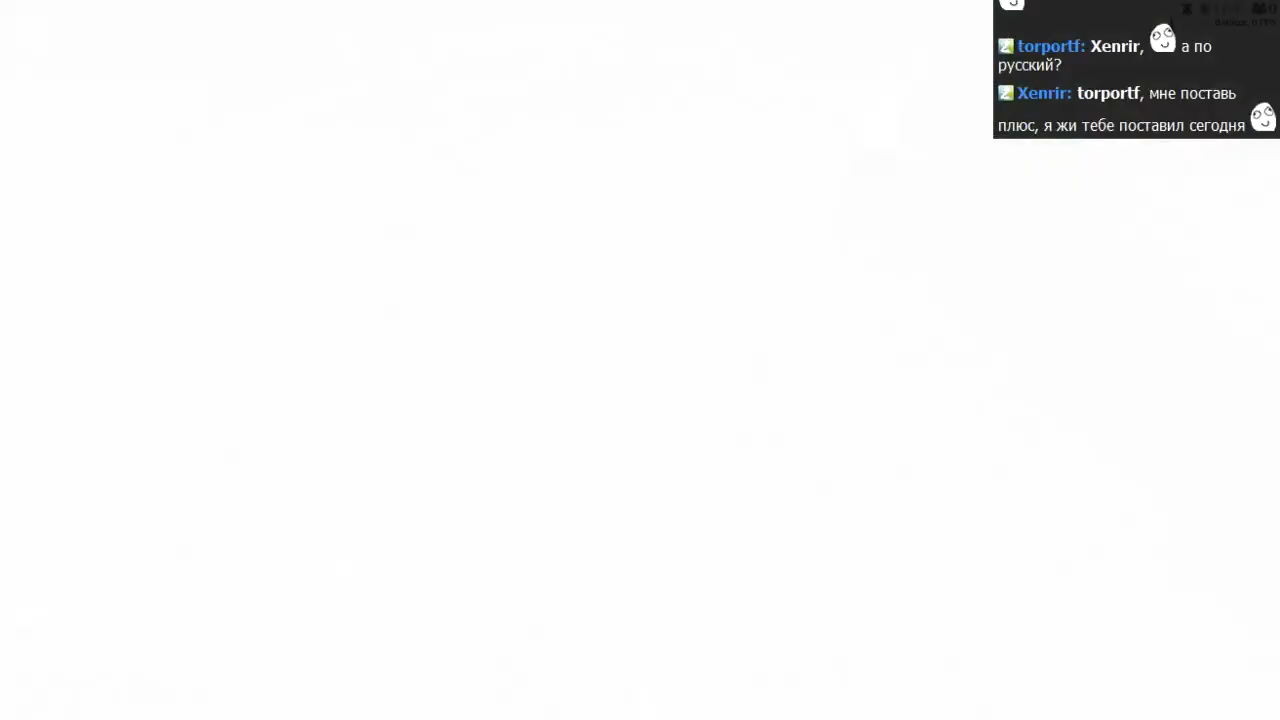 torportf: Xenrir, а по
русский?
Xenrir: torportf, мне поставь
плюс, я жи тебе поставил сегодня